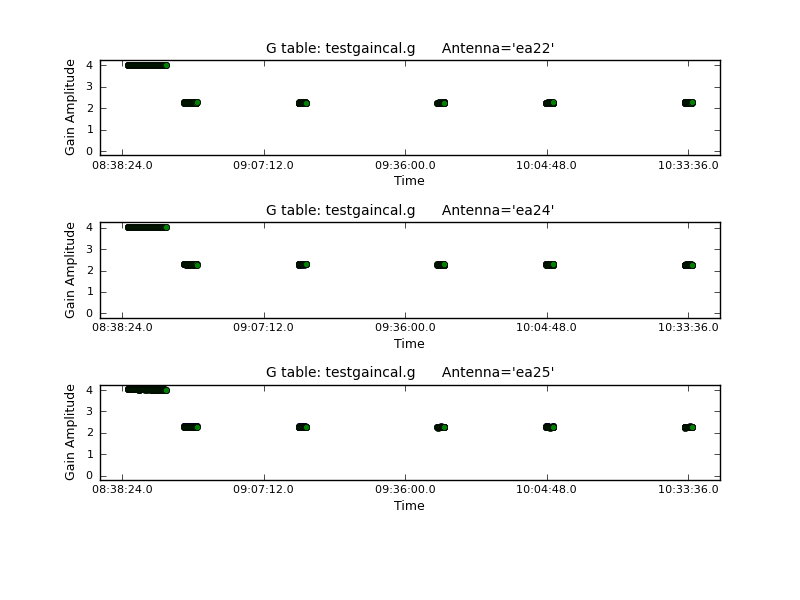 G table: testgaincal.g Antenna='ea22'
Gain Amplitude
4
3
2
1
0
08:38:24.0 09:07:12.0 09:36:00.0 10:04:48.0 10:33:36.0
Time
G table: testgaincal.g Antenna='ea24'
Gain Amplitude
4
3
2
1
0
08:38:24.0 09:07:12.0 09:36:00.0 10:04:48.0 10:33:36.0
Time
G table: testgaincal.g Antenna='ea25'
Gain Amplitude
4
3
2
1
0
08:38:24.0 09:07:12.0 09:36:00.0 10:04:48.0 10:33:36.0
Time